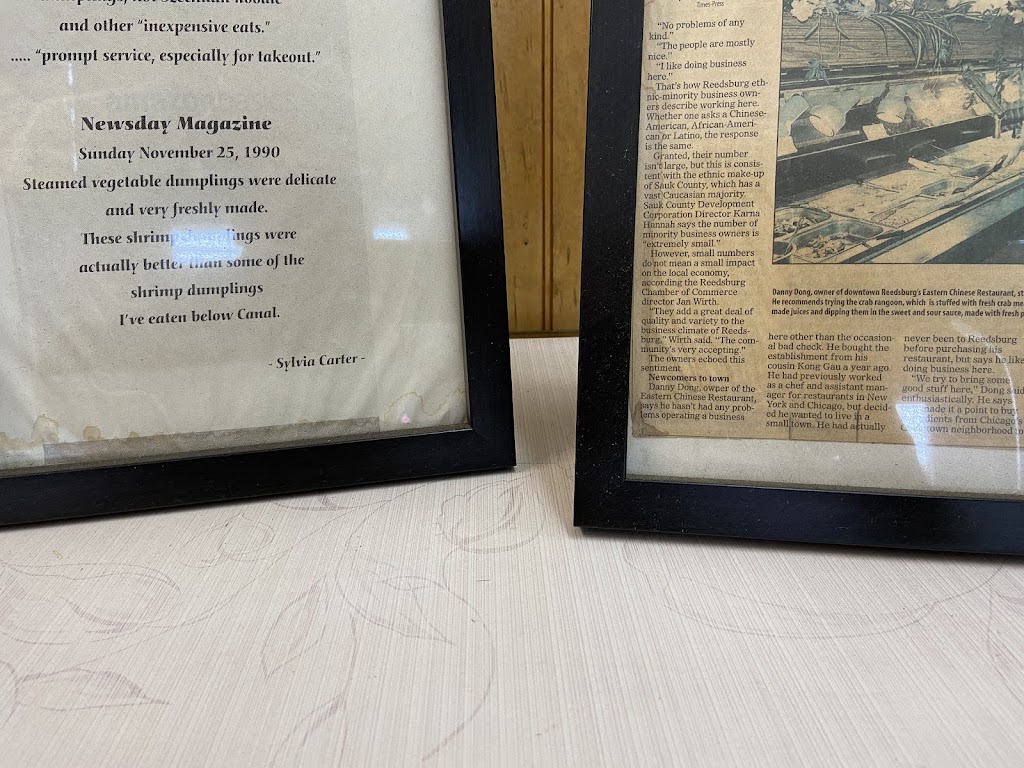 and other “inexpensive eats.”
..... “prompt service, especially for takeout.”
Newsday Magazine
Sunday November 25, 1990
Steamed vegetable dumplings were delicate
and very freshly made.
These shrimp dumplings were
actually better than some of the
shrimp dumplings
I've eaten below Canal.
- Sylvia Carter -
Times-Press
“No problems of any
kind.”
“The people are mostly
nice.”
“I like doing business
here.”
That's how Reedsburg eth-
nic-minority business own-
ers describe working here.
Whether one asks a Chinese-
American, African-Ameri-
can or Latino, the response
is the same.
Granted, their number
isn't large, but this is consis-
tent with the ethnic make-up
of Sauk County, which has a
vast Caucasian majority.
Sauk County Development
Corporation Director Karna
Hannah says the number of
minority business owners is
“extremely small.”
However, small numbers
do not mean a small impact
on the local economy,
according the Reedsburg
Chamber of Commerce
director Jan Wirth.
“They add a great deal of
quality and variety to the
business climate of Reeds-
burg,” Wirth said. “The com-
munity's very accepting.”
The owners echoed this
sentiment.
Newcomers to town
Danny Dong, owner of the
Eastern Chinese Restaurant,
says he hasn't had any prob-
lems operating a business
Danny Dong, owner of downtown Reedsburg's Eastern Chinese Restaurant, st
He recommends trying the crab rangoon, which is stuffed with fresh crab me
made juices and dipping them in the sweet and sour sauce, made with fresh p
here other than the occasion-
al bad check. He bought the
establishment from his
cousin Kong Gau a year ago.
He had previously worked
as a chef and assistant man-
ager for restaurants in New
York and Chicago, but decid-
ed he wanted to live in a
small town. He had actually
never been to Reedsburg
before purchasing his
restaurant, but says he like
doing business here.
“We try to bring some
good stuff here,” Dong said
enthusiastically. He says
made it a point to buy
dients from Chicago's
town neighborhood to